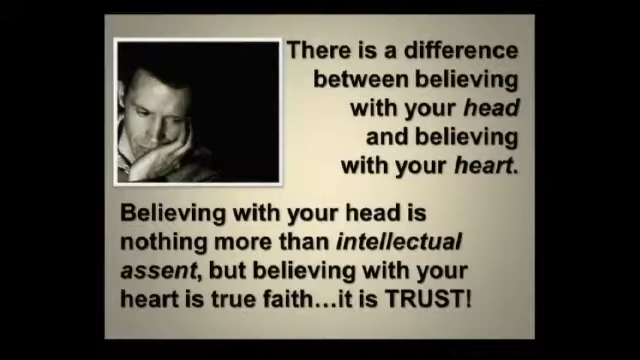 There is a difference
between believing
with your head
and believing
with your heart.
Believing with your head is
nothing more than intellectual
assent, but believing with your
heart is true faith...it is TRUST!